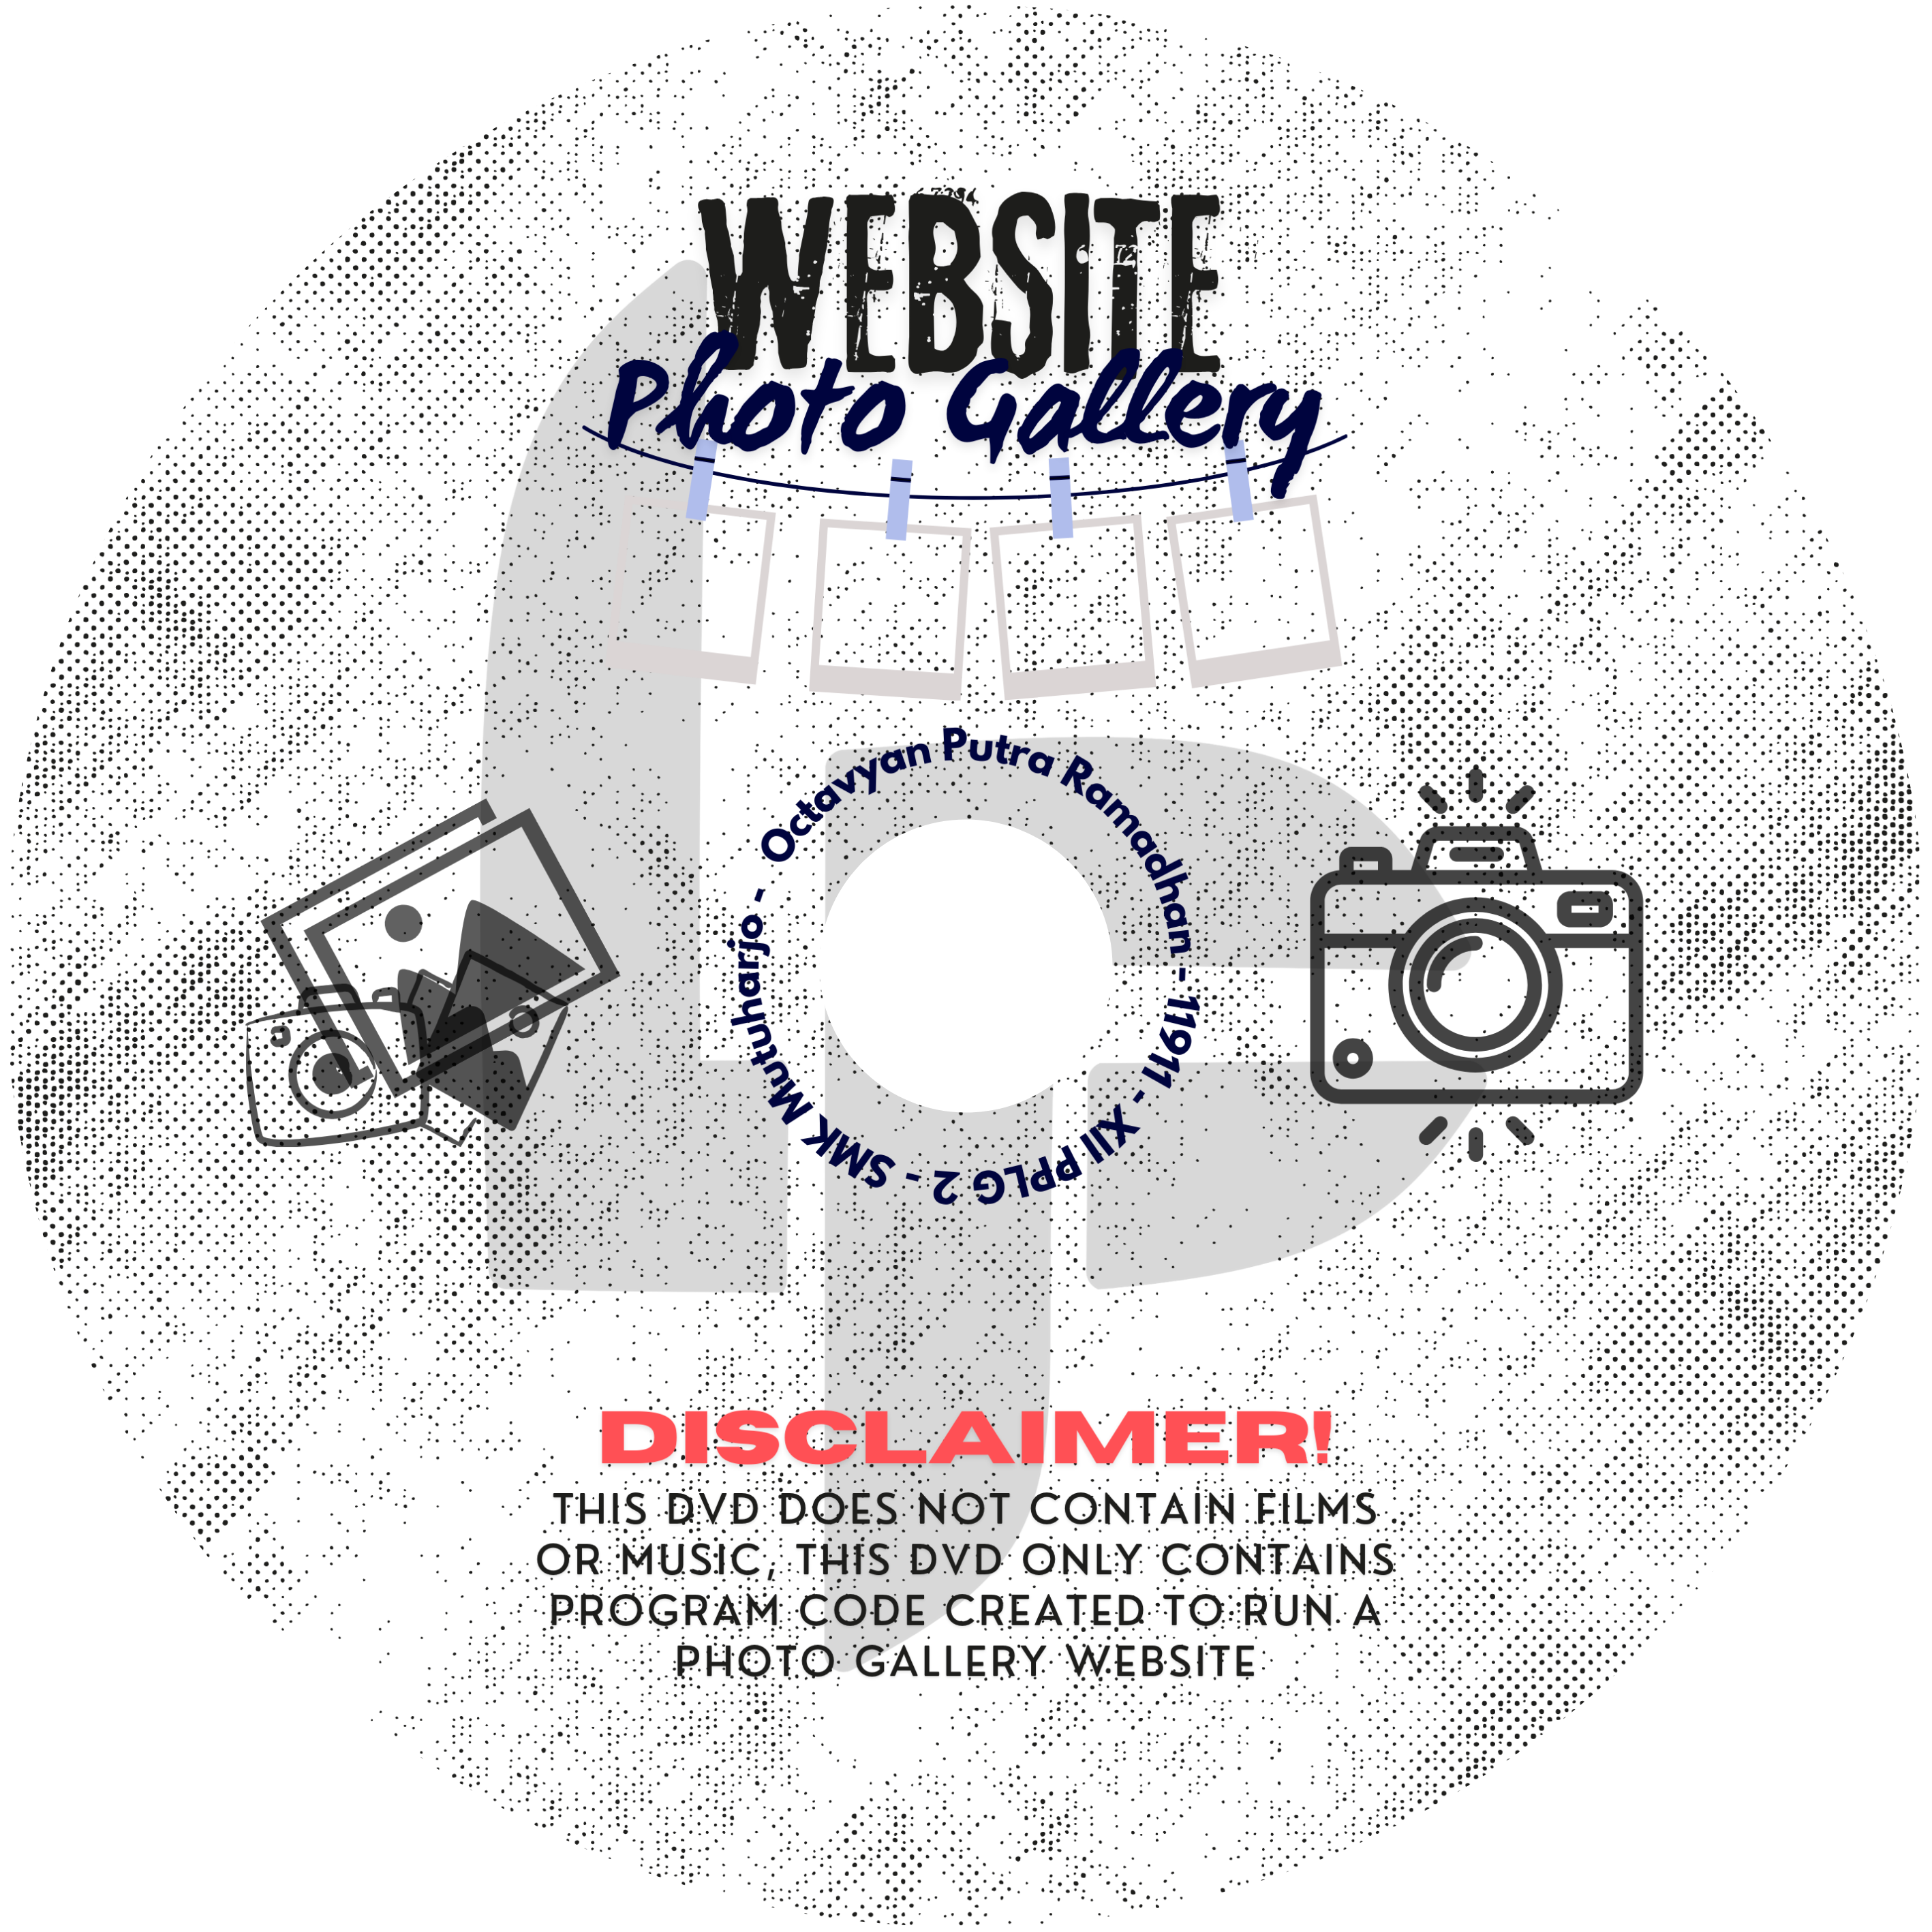 WEBSITE
Photo Gallery
Octavyan Putra Ramadhan - 11911 - XII PPLG 2 - SMK Mutuharjo -
DISCLAIMER!
THIS DVD DOES NOT CONTAIN FILMS
OR MUSIC, THIS DVD ONLY CONTAINS
PROGRAM CODE CREATED TO RUN A
PHOTO GALLERY WEBSITE